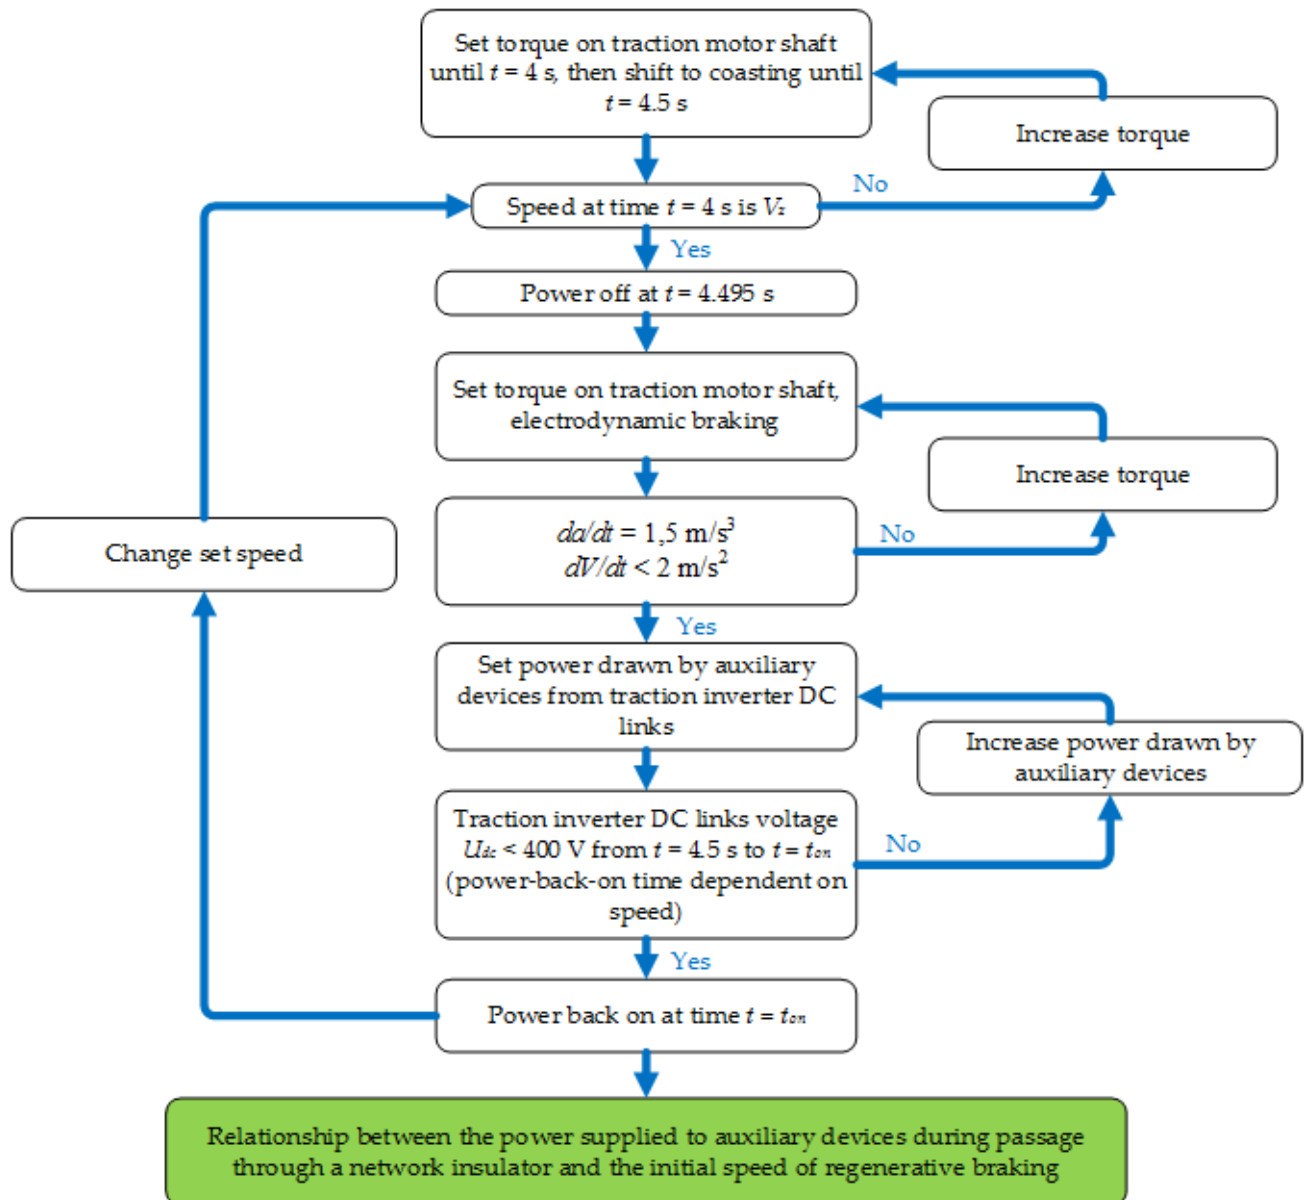 Set torque on traction motor shaft
until t = 4 s, then shift to coasting until
t = 4.5 s
Increase torque
No
Speed at time t = 4 s is Vz
Yes
Power off at t = 4.495 s
Set torque on traction motor shaft,
electrodynamic braking
Increase torque
da/dt = 1,5 m/s³
dV/dt < 2 m/s²
No
Change set speed
Yes
Set power drawn by auxiliary
devices from traction inverter DC
links
Increase power drawn by
auxiliary devices
Traction inverter DC links voltage
Udc < 400 V from t = 4.5 s to t = ton
(power-back-on time dependent on
speed)
No
Yes
Power back on at time t = ton
Relationship between the power supplied to auxiliary devices during passage
through a network insulator and the initial speed of regenerative braking